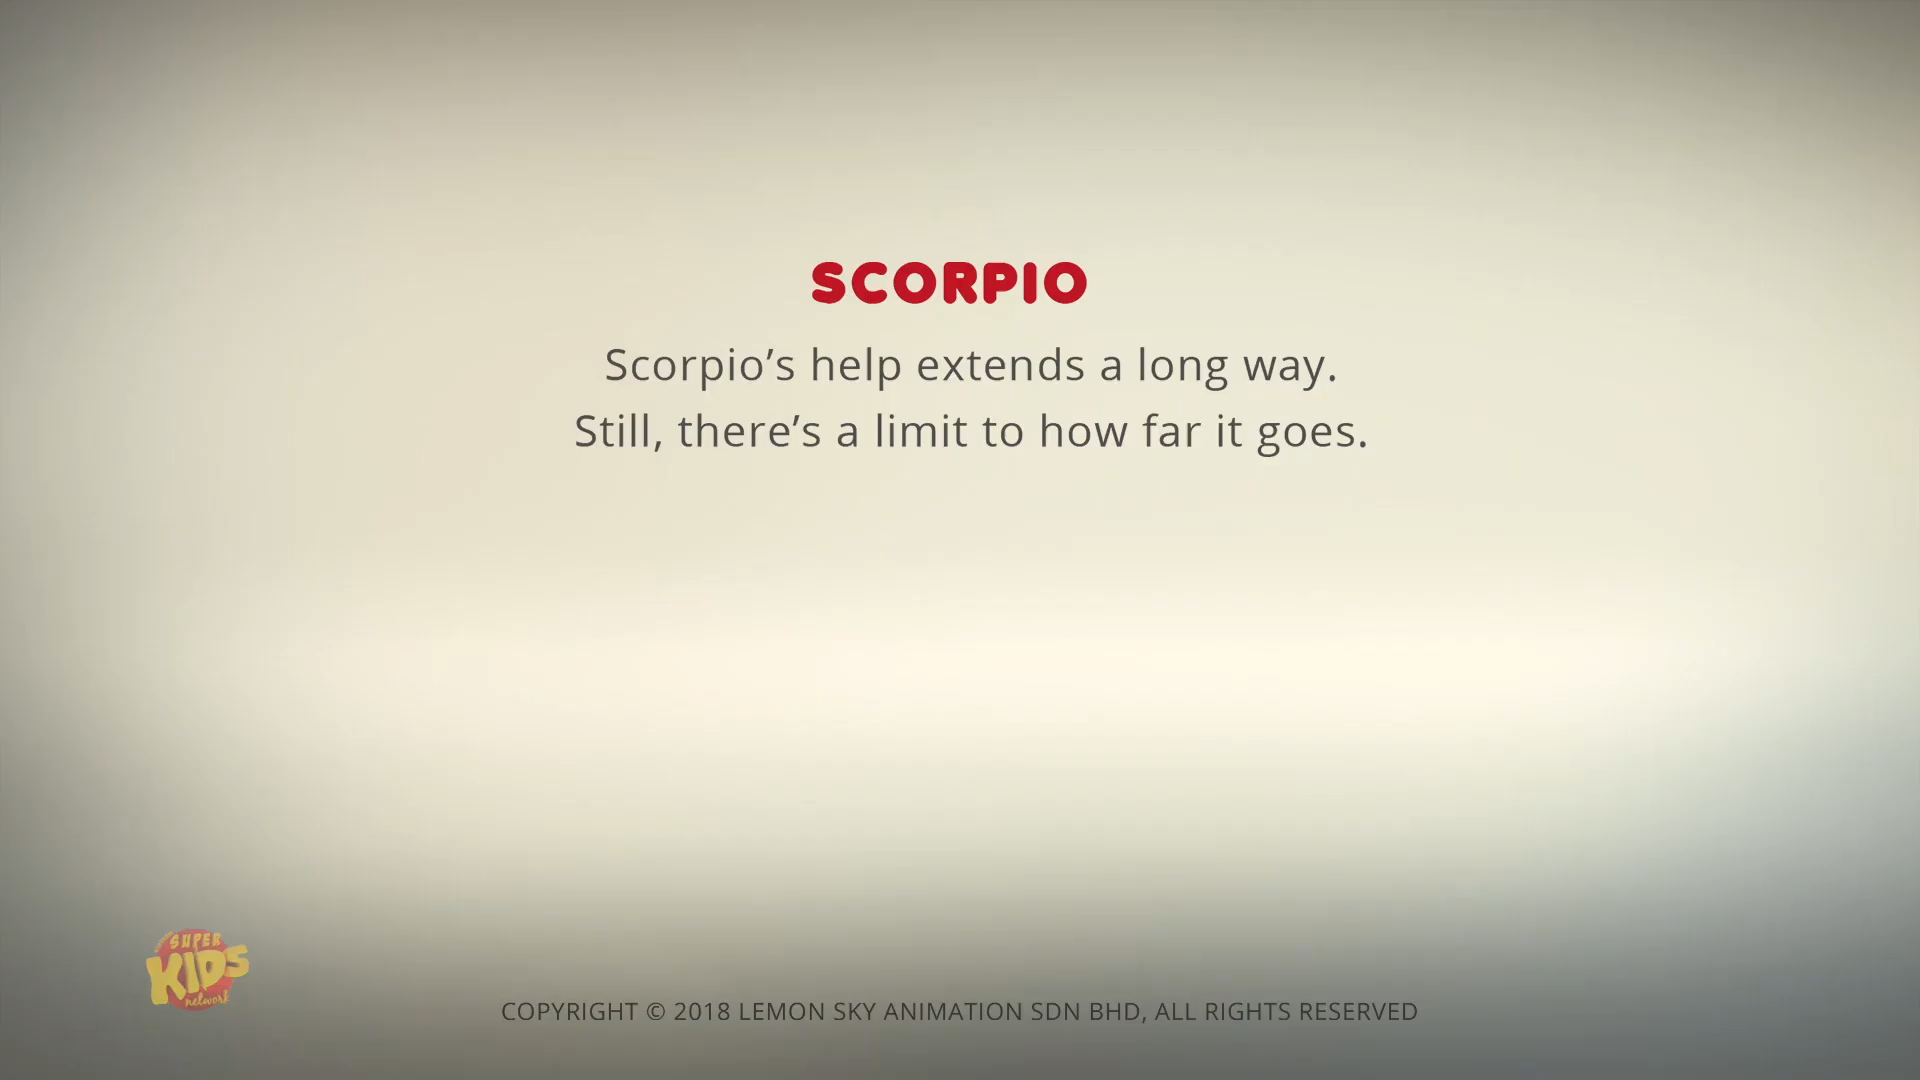 SCORPIO
Scorpio’s help extends a long way.
Still, there’s a limit to how far it goes.
SUPER
KIDS
network
COPYRIGHT © 2018 LEMON SKY ANIMATION SDN BHD, ALL RIGHTS RESERVED